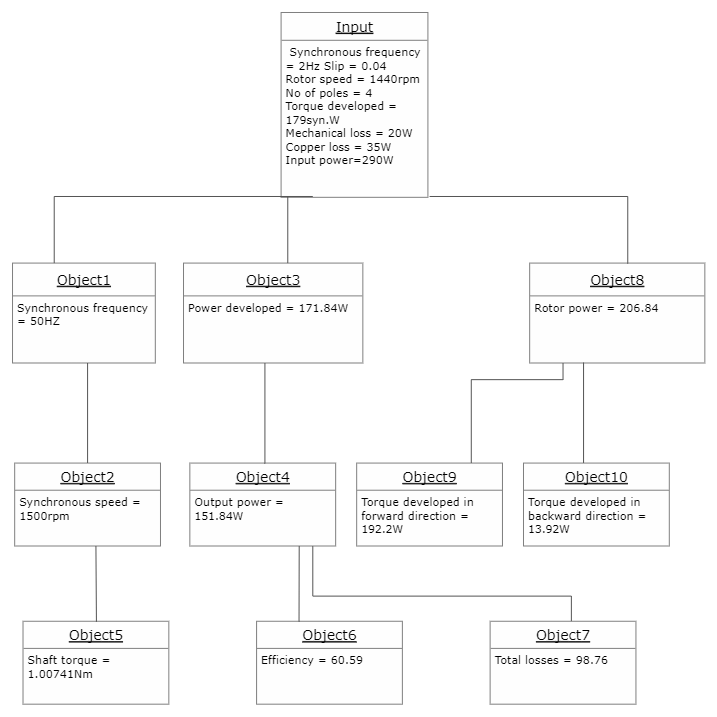 Input
Synchronous frequency
= 2Hz Slip = 0.04
Rotor speed = 1440rpm
No of poles = 4
Torque developed =
179syn.W
Mechanical loss = 20W
Copper loss = 35W
Input power=290W
Object1
Synchronous frequency
= 50HZ
Object3
Power developed = 171.84W
Object8
Rotor power = 206.84
Object2
Synchronous speed =
1500rpm
Object4
Output power =
151.84W
Object9
Torque developed in
forward direction =
192.2W
Object10
Torque developed in
backward direction =
13.92W
Object5
Shaft torque =
1.00741Nm
Object6
Efficiency = 60.59
Object7
Total losses = 98.76